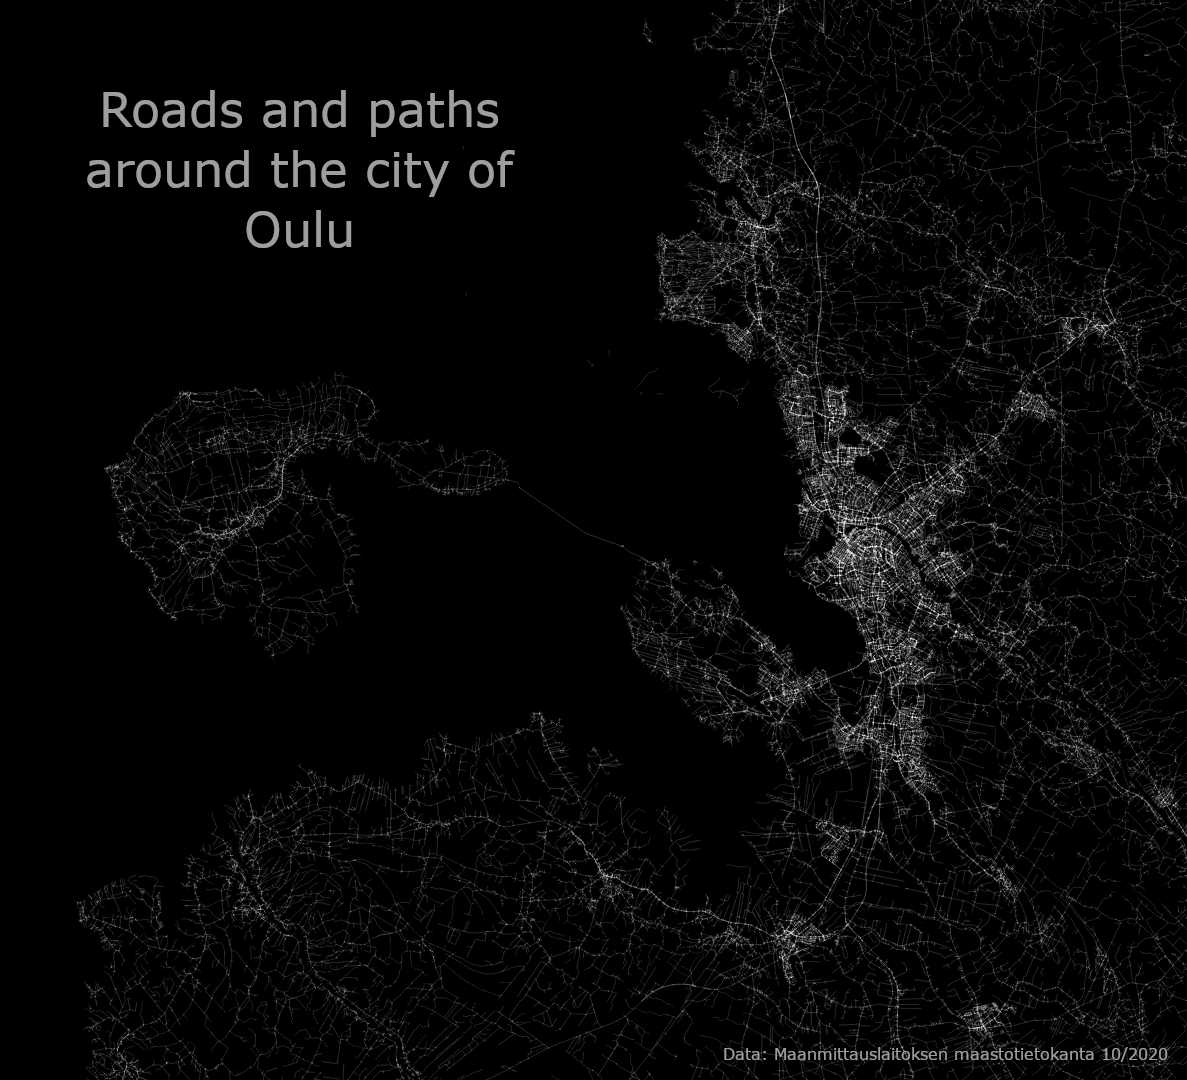 Roads and paths
around the city of
Oulu
Data: Maanmittauslaitoksen maastotietokanta 10/2020